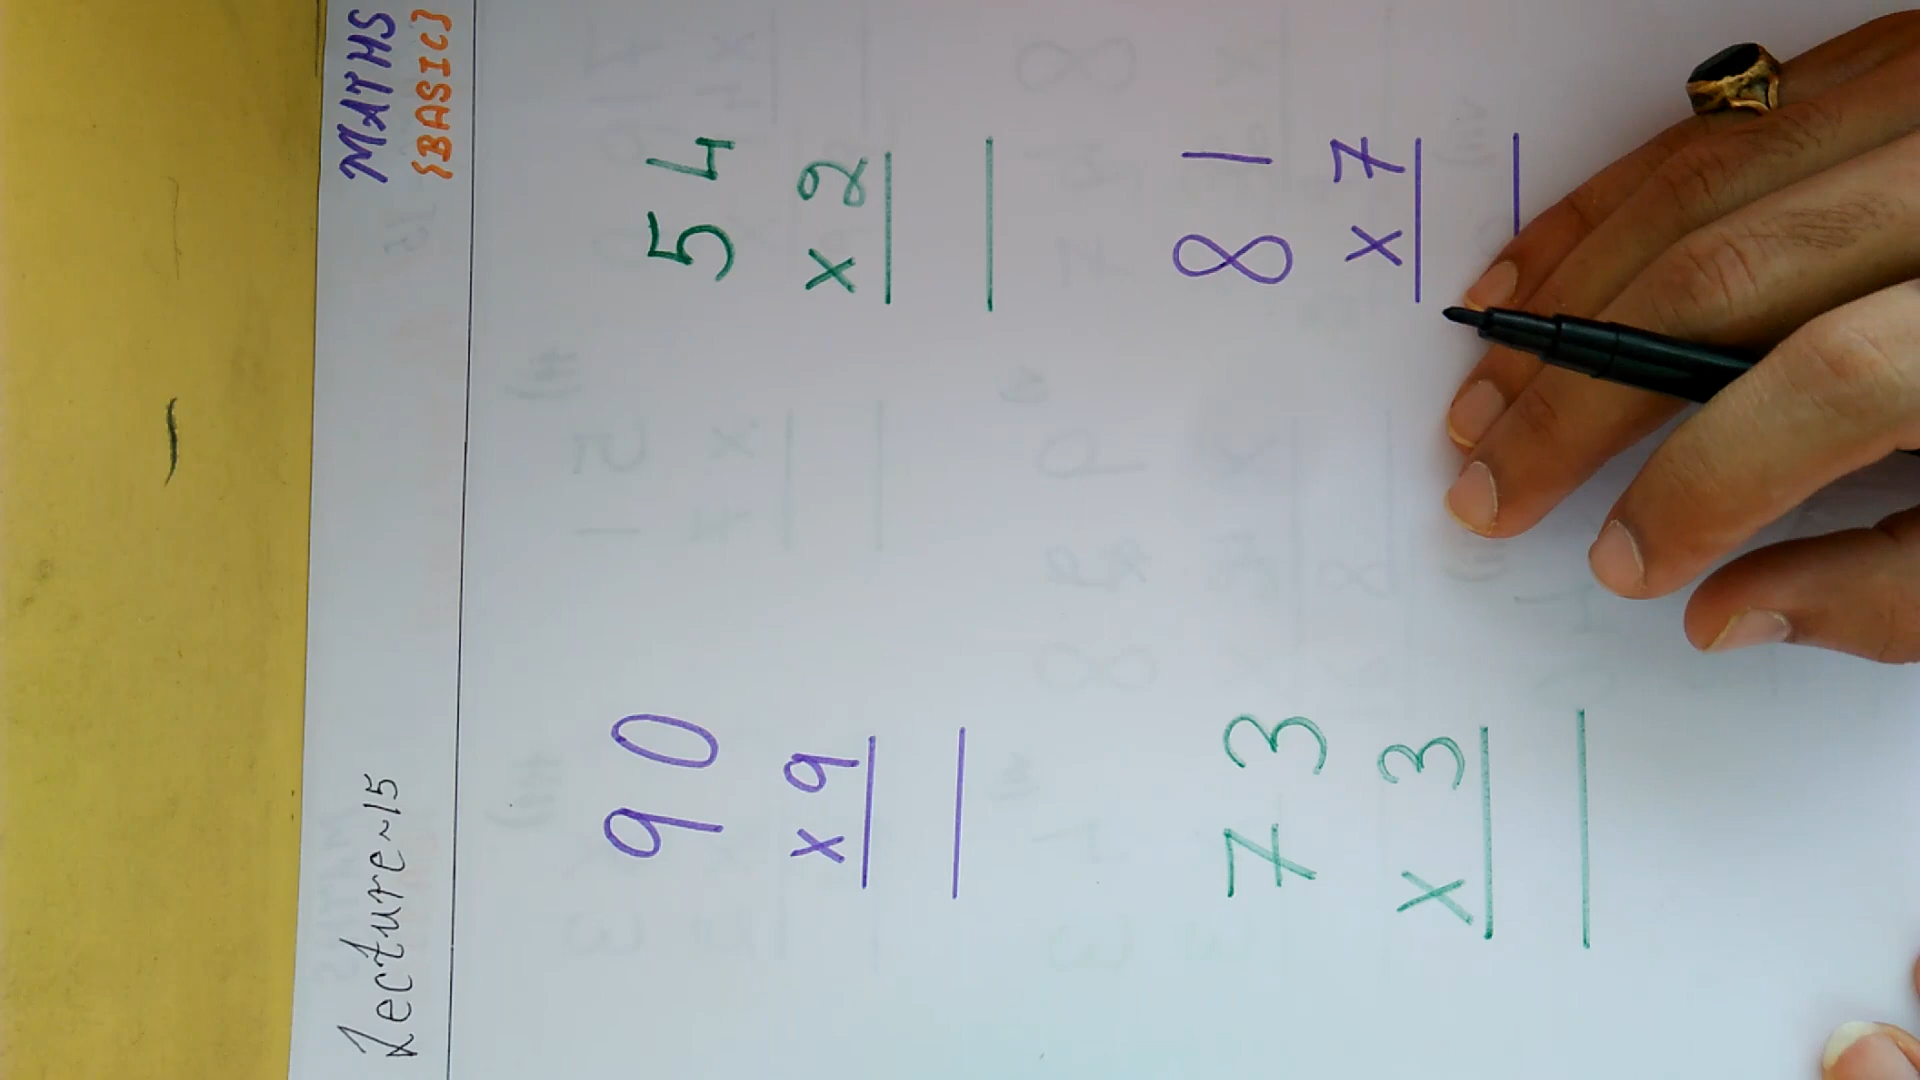 Lecture~15 MATHS
{BASIC}
90 54
x9 x2
73 81
x3 x7